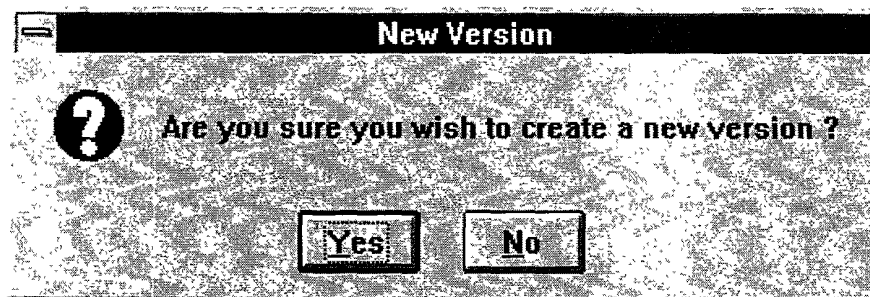 New Version
?
Are you sure you wish to create a new version ?
Yes
No